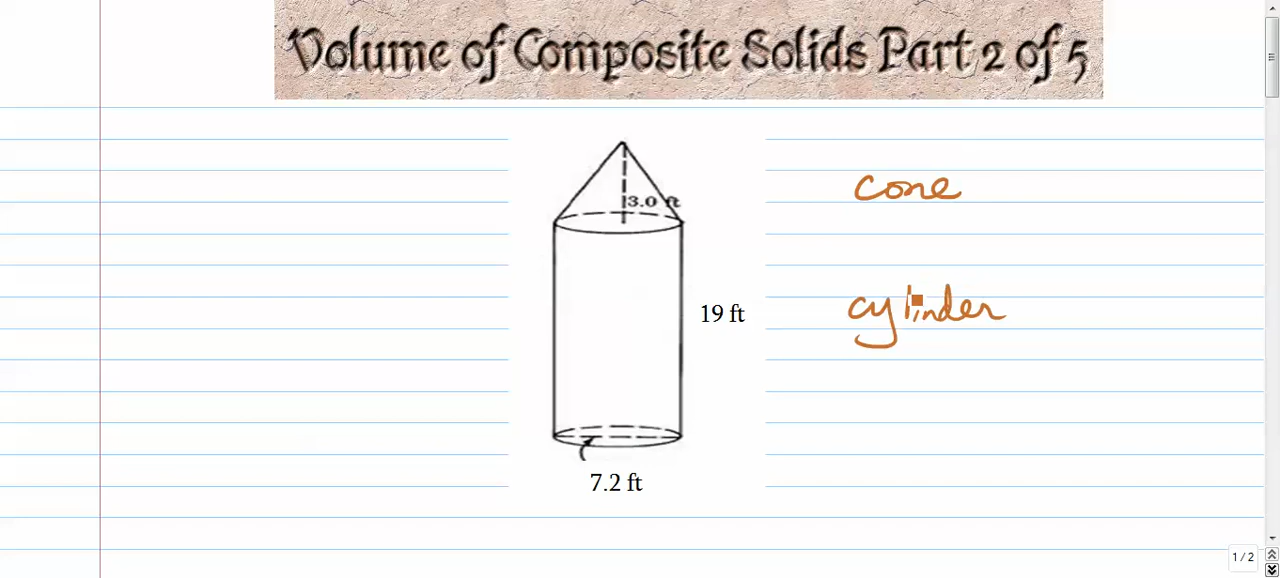 Volume of Composite Solids Part 2 of 5
cone
3.0 ft
cylinder
19 ft
7.2 ft
1 / 2